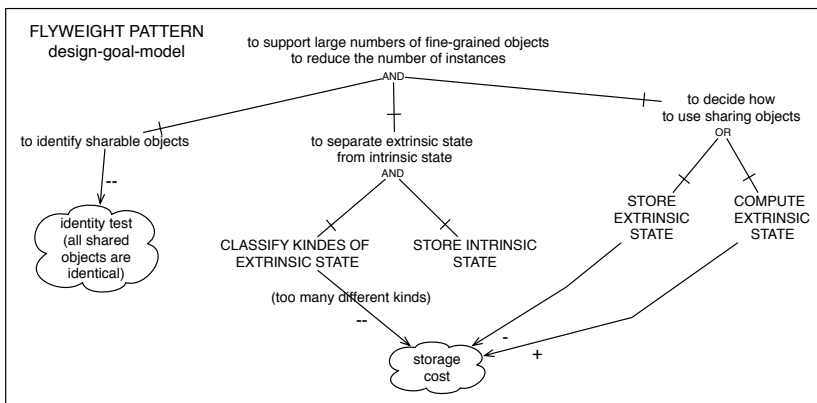 FLYWEIGHT PATTERN
design-goal-model
to support large numbers of fine-grained objects
to reduce the number of instances
AND
to identify sharable objects
to separate extrinsic state
from intrinsic state
AND
to decide how
to use sharing objects
OR
--
identity test
(all shared
objects are
identical)
CLASSIFY KINDES OF
EXTRINSIC STATE
STORE INTRINSIC
STATE
STORE
EXTRINSIC
STATE
COMPUTE
EXTRINSIC
STATE
(too many different kinds)
--
-
+
storage
cost